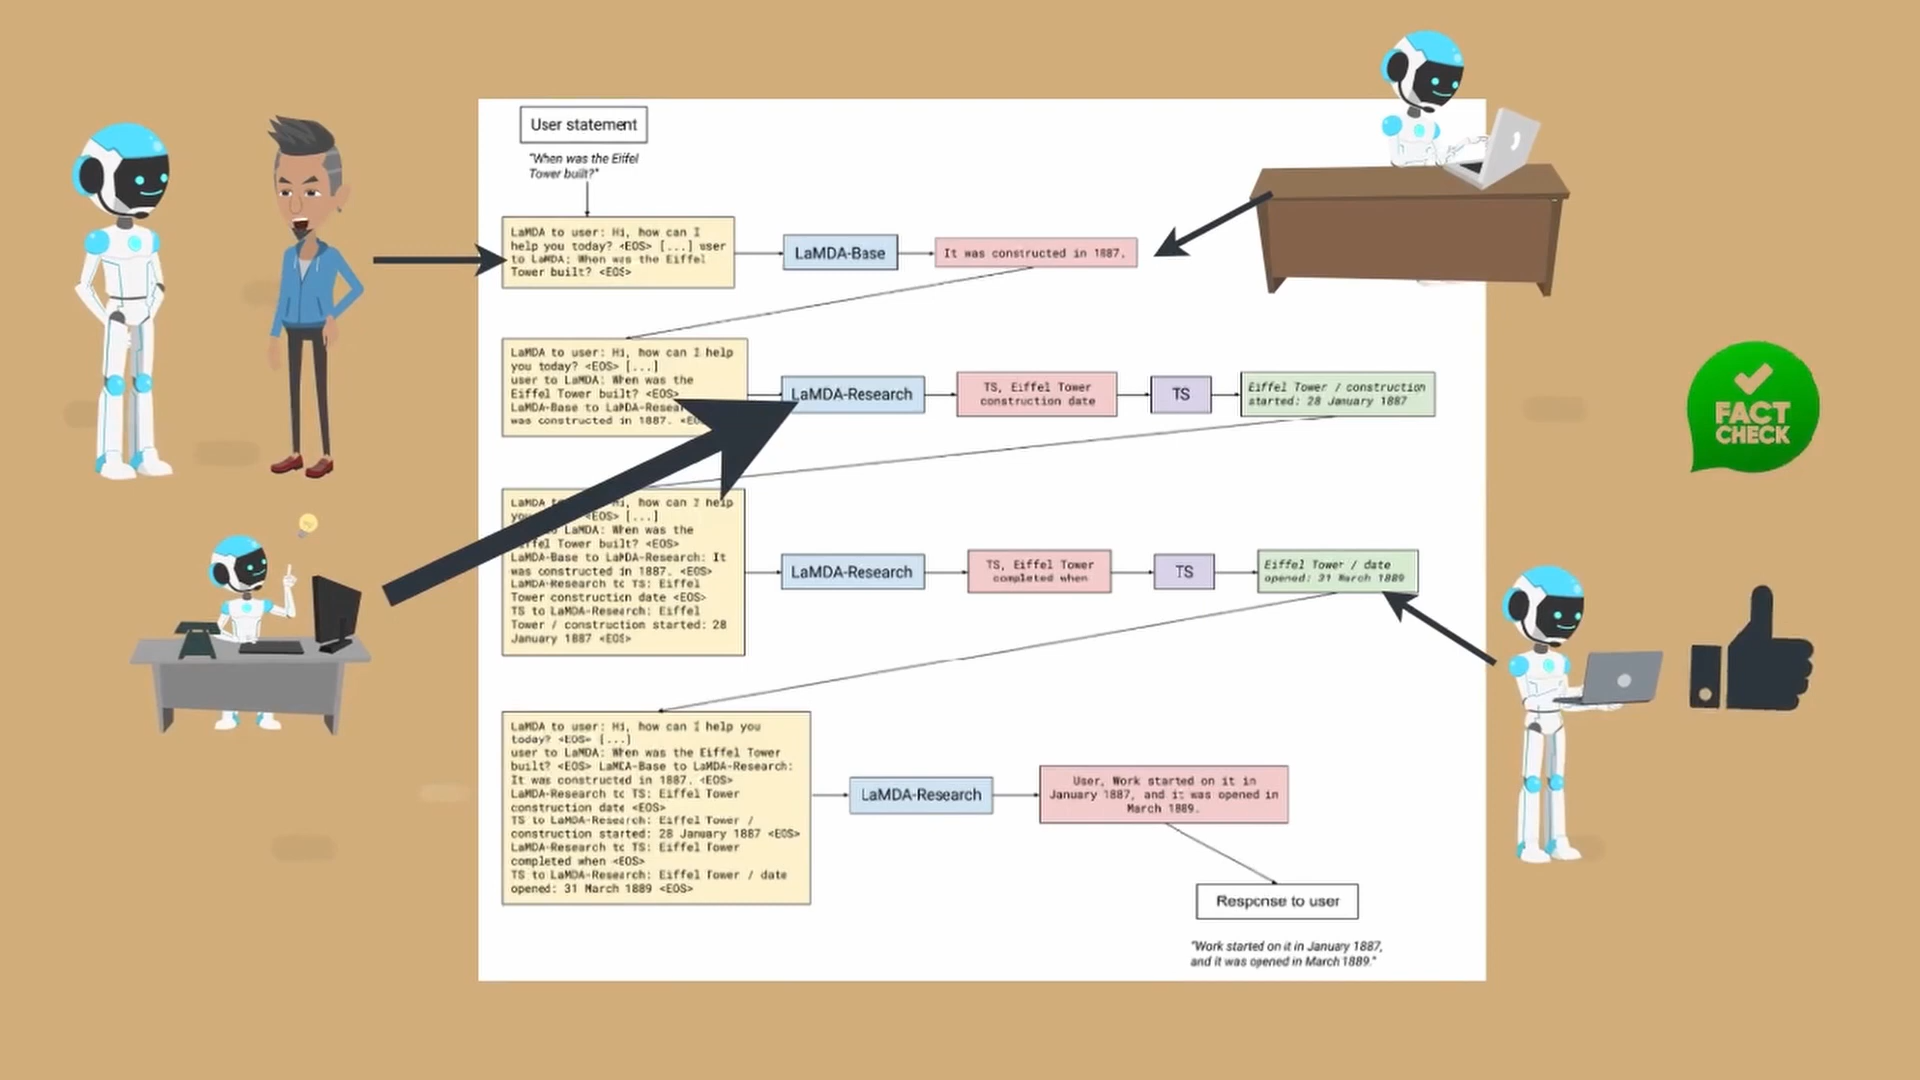 User statement
"When was the Eiffel
Tower built?"
LaMDA to user: Hi, how can I
help you today? <EOS> [...] user
to LaMDA: When was the Eiffel
Tower built? <EOS>
LaMDA-Base
It was constructed in 1887.
LaMDA to user: Hi, how can I help
you today? <EOS> [...]
user to LaMDA: When was the
Eiffel Tower built? <EOS>
LaMDA-Base to LaMDA-Resear
was constructed in 1887. <EO
LaMDA-Research
TS, Eiffel Tower
construction date
TS
Eiffel Tower / construction
started: 28 January 1887
FACT
CHECK
LaMDA how can I help
<EOS> [...]
LaMDA: When was the
Tower built? <EOS>
LaMDA-Base to LaMDA-Research: It
was constructed in 1887. <EOS>
LaMDA-Research to TS: Eiffel
Tower construction date <EOS>
TS to LaMDA-Research: Eiffel
Tower / construction started: 28
January 1887 <EOS>
LaMDA-Research
TS, Eiffel Tower
completed when
TS
Eiffel Tower / date
opened: 31 March 1889
LaMDA to user: Hi, how can I help you
today? <EOS> [...]
user to LaMDA: When was the Eiffel Tower
built? <EOS> LaMDA-Base to LaMDA-Research:
It was constructed in 1887. <EOS>
LaMDA-Research to TS: Eiffel Tower
construction date <EOS>
TS to LaMDA-Research: Eiffel Tower /
construction started: 28 January 1887 <EOS>
LaMDA-Research to TS: Eiffel Tower
completed when <EOS>
TS to LaMDA-Research: Eiffel Tower / date
opened: 31 March 1889 <EOS>
LaMDA-Research
User, Work started on it in
January 1887, and it was opened in
March 1889.
Response to user
"Work started on it in January 1887,
and it was opened in March 1889."